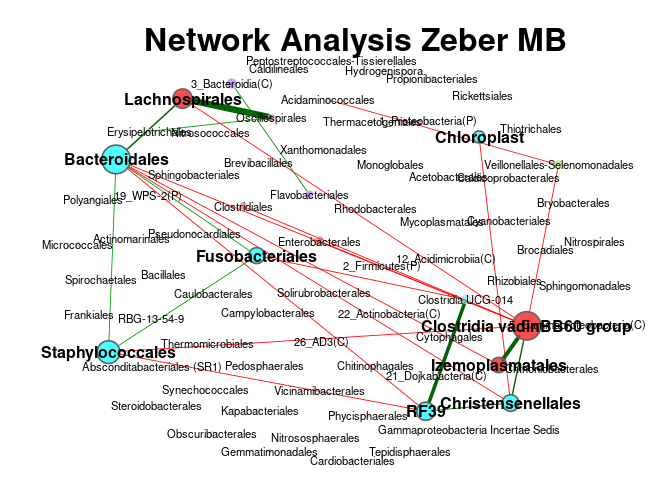 Network Analysis Zeber MB
Peptostreptococcales-Tissierellales
Caldilineales
Hydrogenispora
Propionibacteriales
3_Bacteroidia(C)
Rickettsiales
Lachnospirales
Acidaminococcales
Oscillospirales
Thermacetogeniales
Thiotrichales
Erysipelotrichales
Nitrosococcales
Chloroplast
Xanthomonadales
Bacteroidales
Brevibacillales
Monoglobales
Veillonellales-Selenomonadales
Sphingobacteriales
Acetobacterales
19_WPS-2(P)
Flavobacteriales
Polyangiales
Clostridiales
Rhodobacterales
Bryobacterales
Mycoplasmatales
Cyanobacteriales
Actinomarinales
Pseudonocardiales
Enterobacterales
Nitrospirales
Micrococcales
Brocadiales
Fusobacteriales
12_Acidimicrobiia(C)
2_Firmicutes(P)
Bacillales
Spirochaetales
Rhizobiales
Sphingomonadales
Caulobacterales
Solirubrobacterales
Clostridia UCG-014
Frankiales
RBG-13-54-9
Campylobacterales
22_Actinobacteria(C)
Clostridia vadinBB60 group
Cytophagales
Thermomicrobiales
26_AD3(C)
Staphylococcales
Absconditabacteriales (SR1)
Pedosphaerales
Chitinophagales
Izemoplasmatales
21_Dojkabacteria(C)
Synechococcales
Vicinamibacterales
Steroidobacterales
Kapabacteriales
Phycisphaerales
RF39
Christensenellales
Obscuribacterales
Nitrososphaerales
Gammaproteobacteria Incertae Sedis
Gemmatimonadales
Tepidisphaerales
Cardiobacteriales